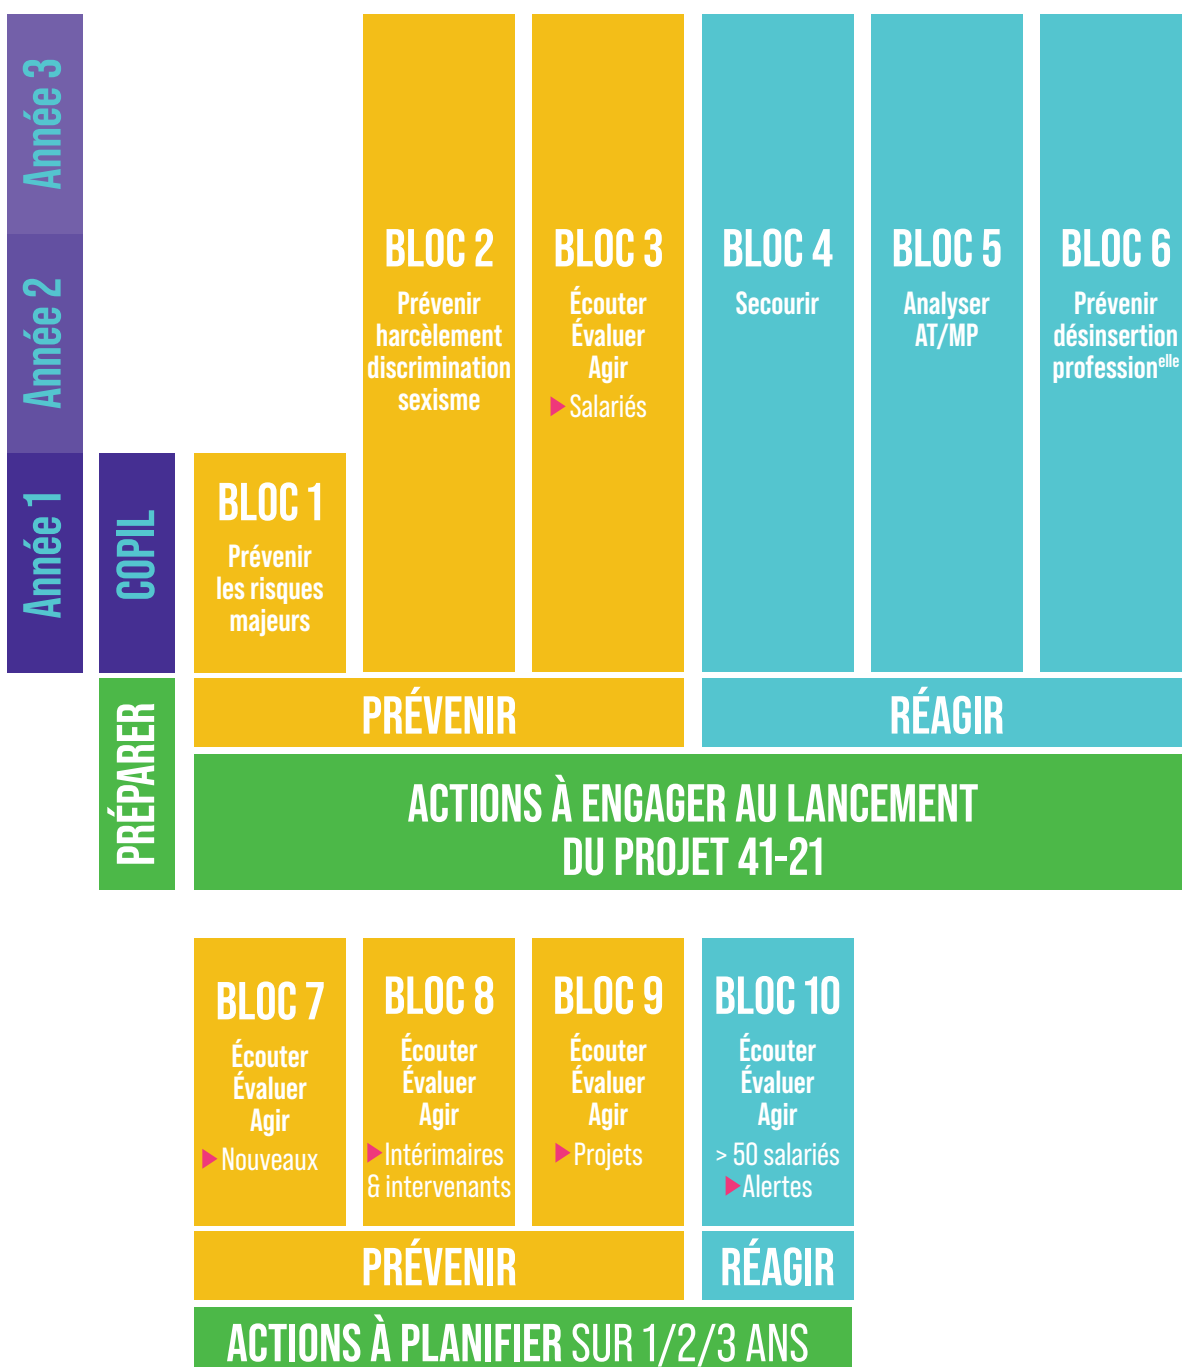 Année 3
Année 2
Année 1
COPIL
PRÉPARER
BLOC 1
Prévenir
les risques
majeurs
BLOC 2
Prévenir
harcèlement
discrimination
sexisme
BLOC 3
Écouter
Évaluer
Agir
Salariés
BLOC 4
Secourir
BLOC 5
Analyser
AT/MP
BLOC 6
Prévenir
désinsertion
professionelle
PRÉVENIR
RÉAGIR
ACTIONS À ENGAGER AU LANCEMENT
DU PROJET 41-21
BLOC 7
Écouter
Évaluer
Agir
Nouveaux
BLOC 8
Écouter
Évaluer
Agir
Intérimaires
& intervenants
BLOC 9
Écouter
Évaluer
Agir
Projets
BLOC 10
Écouter
Évaluer
Agir
> 50 salariés
Alertes
PRÉVENIR
RÉAGIR
ACTIONS À PLANIFIER SUR 1/2/3 ANS